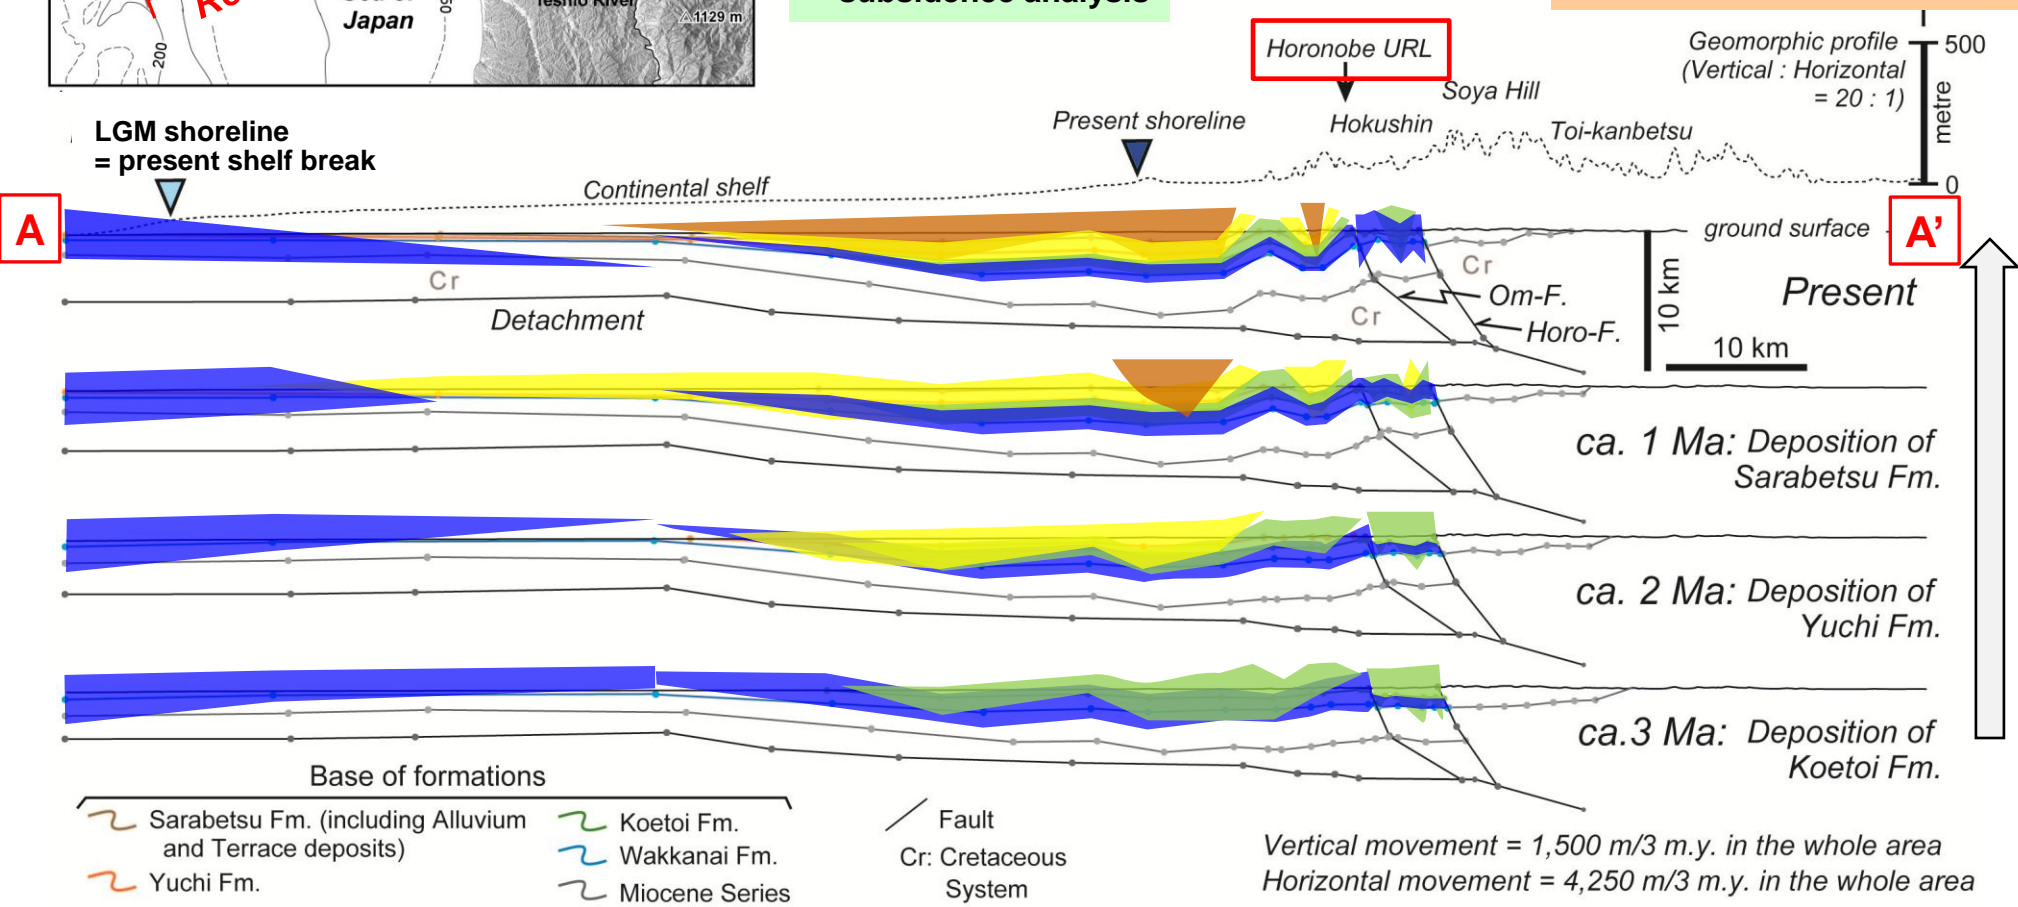 Japan
200
1129 m
Horonobe URL
Geomorphic profile
(Vertical : Horizontal
= 20 : 1)
500
metre
0
Soya Hill
Present shoreline
Hokushin
Toi-kanbetsu
LGM shoreline
= present shelf break
Continental shelf
A
A’
ground surface
Cr
Cr
Cr
Om-F.
Horo-F.
Detachment
10 km
10 km
Present
ca. 1 Ma: Deposition of
Sarabetsu Fm.
ca. 2 Ma: Deposition of
Yuchi Fm.
ca.3 Ma: Deposition of
Koetoi Fm.
Base of formations
Sarabetsu Fm. (including Alluvium
and Terrace deposits)
Yuchi Fm.
Koetoi Fm.
Wakkanai Fm.
Miocene Series
Fault
Cr: Cretaceous
System
Vertical movement = 1,500 m/3 m.y. in the whole area
Horizontal movement = 4,250 m/3 m.y. in the whole area